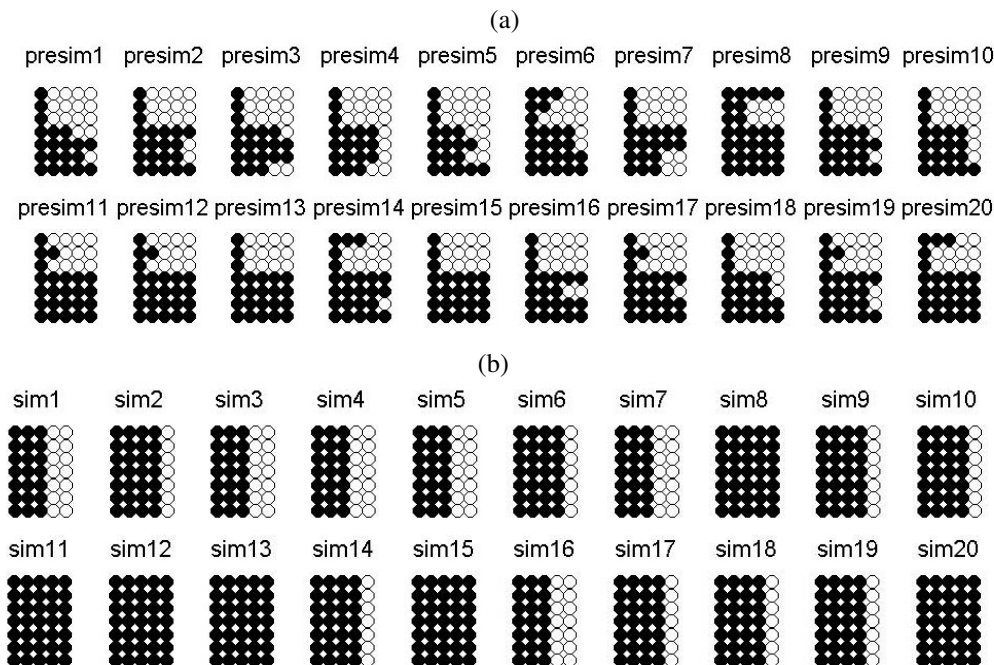 (a)
presim1 presim2 presim3 presim4 presim5 presim6 presim7 presim8 presim9 presim10
presim11 presim12 presim13 presim14 presim15 presim16 presim17 presim18 presim19 presim20
(b)
sim1 sim2 sim3 sim4 sim5 sim6 sim7 sim8 sim9 sim10
sim11 sim12 sim13 sim14 sim15 sim16 sim17 sim18 sim19 sim20